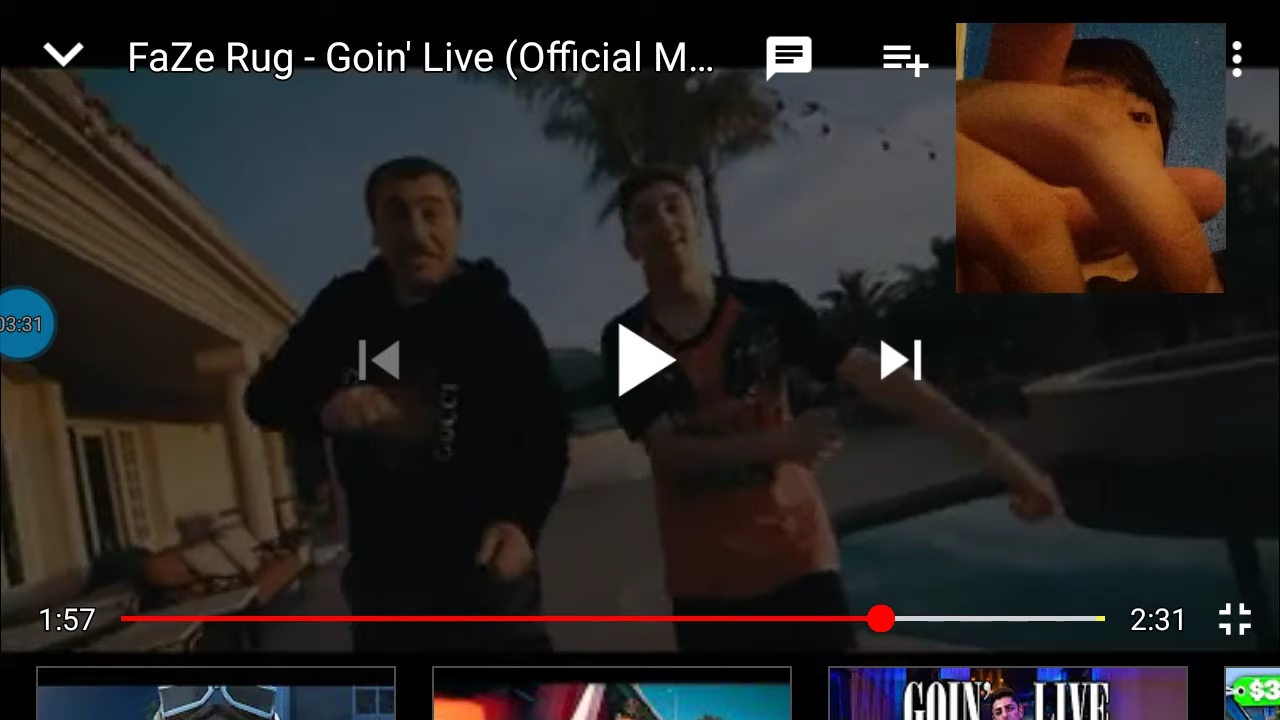 FaZe Rug - Goin' Live (Official M...
03:31
GUCCI
1:57
2:31
GOIN' LIVE
$3